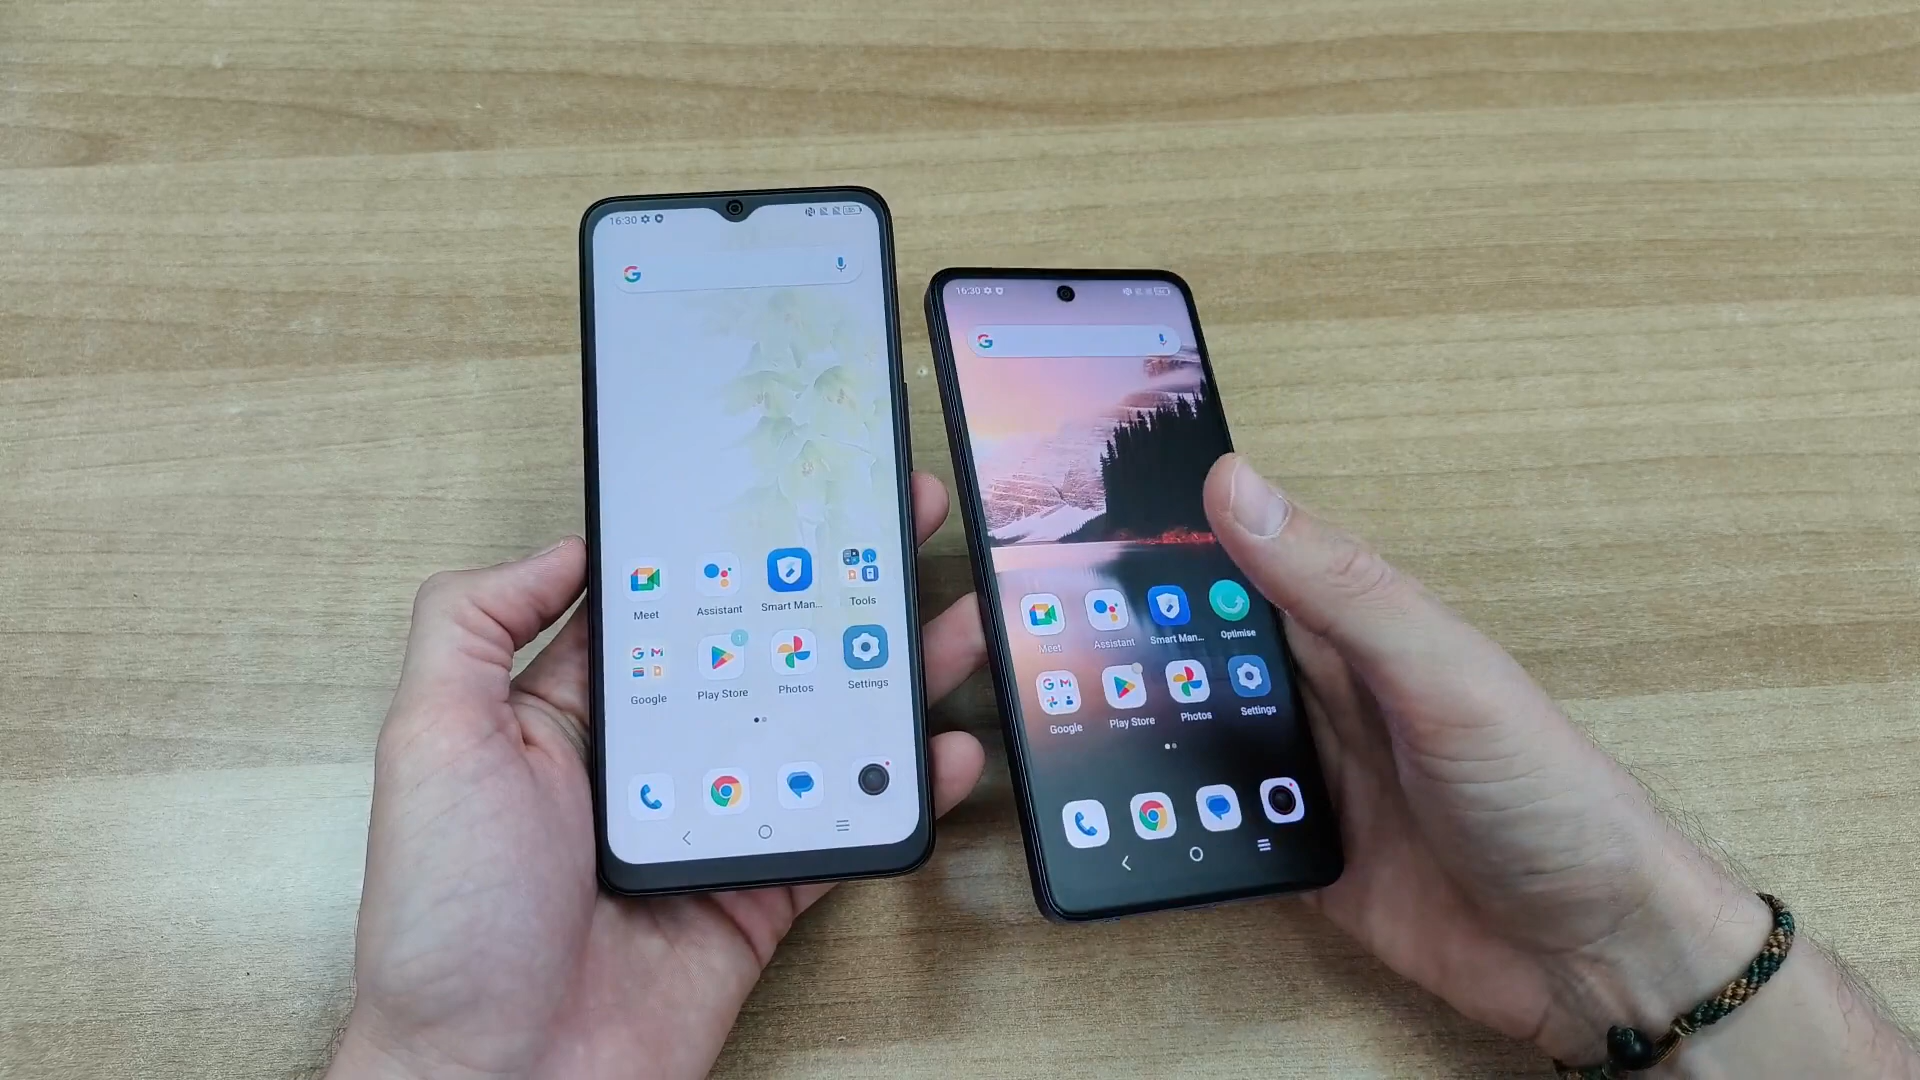 16:30
Meet
Assistant
Smart Man...
Tools
Google
Play Store
Photos
Settings
16:30
Meet
Assistant
Smart Man...
Optimise
Google
Play Store
Photos
Settings